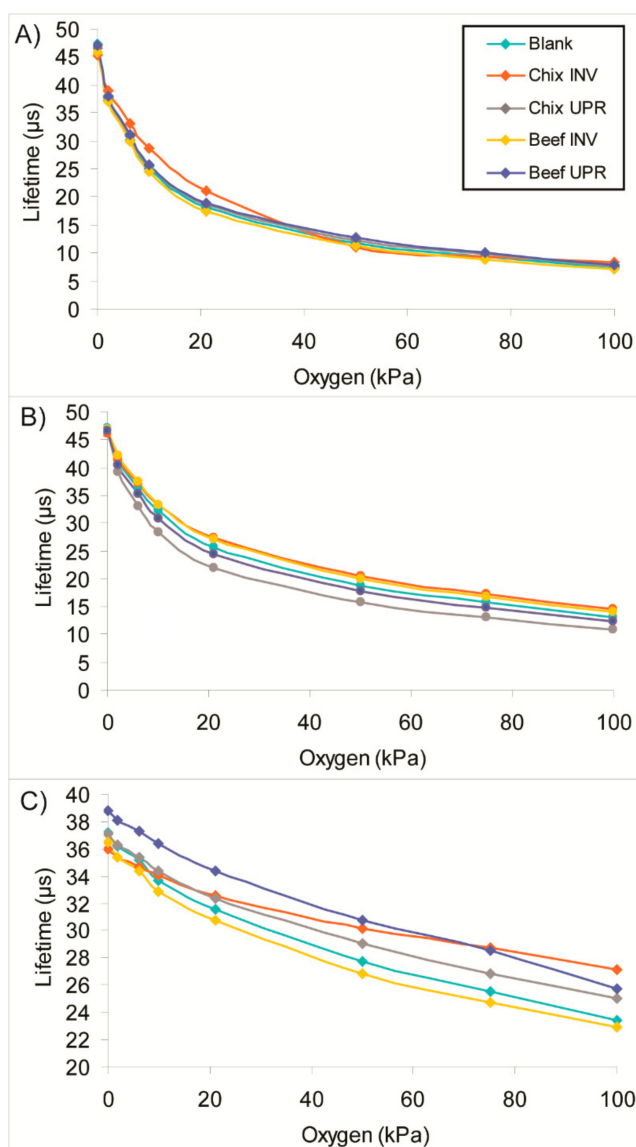 A)
Lifetime (µs)
50
45
40
35
30
25
20
15
10
5
0
0 20 40 60 80 100
Oxygen (kPa)
Blank
Chix INV
Chix UPR
Beef INV
Beef UPR
B)
Lifetime (µs)
50
45
40
35
30
25
20
15
10
5
0
0 20 40 60 80 100
Oxygen (kPa)
C)
Lifetime (µs)
40
38
36
34
32
30
28
26
24
22
20
0 20 40 60 80 100
Oxygen (kPa)